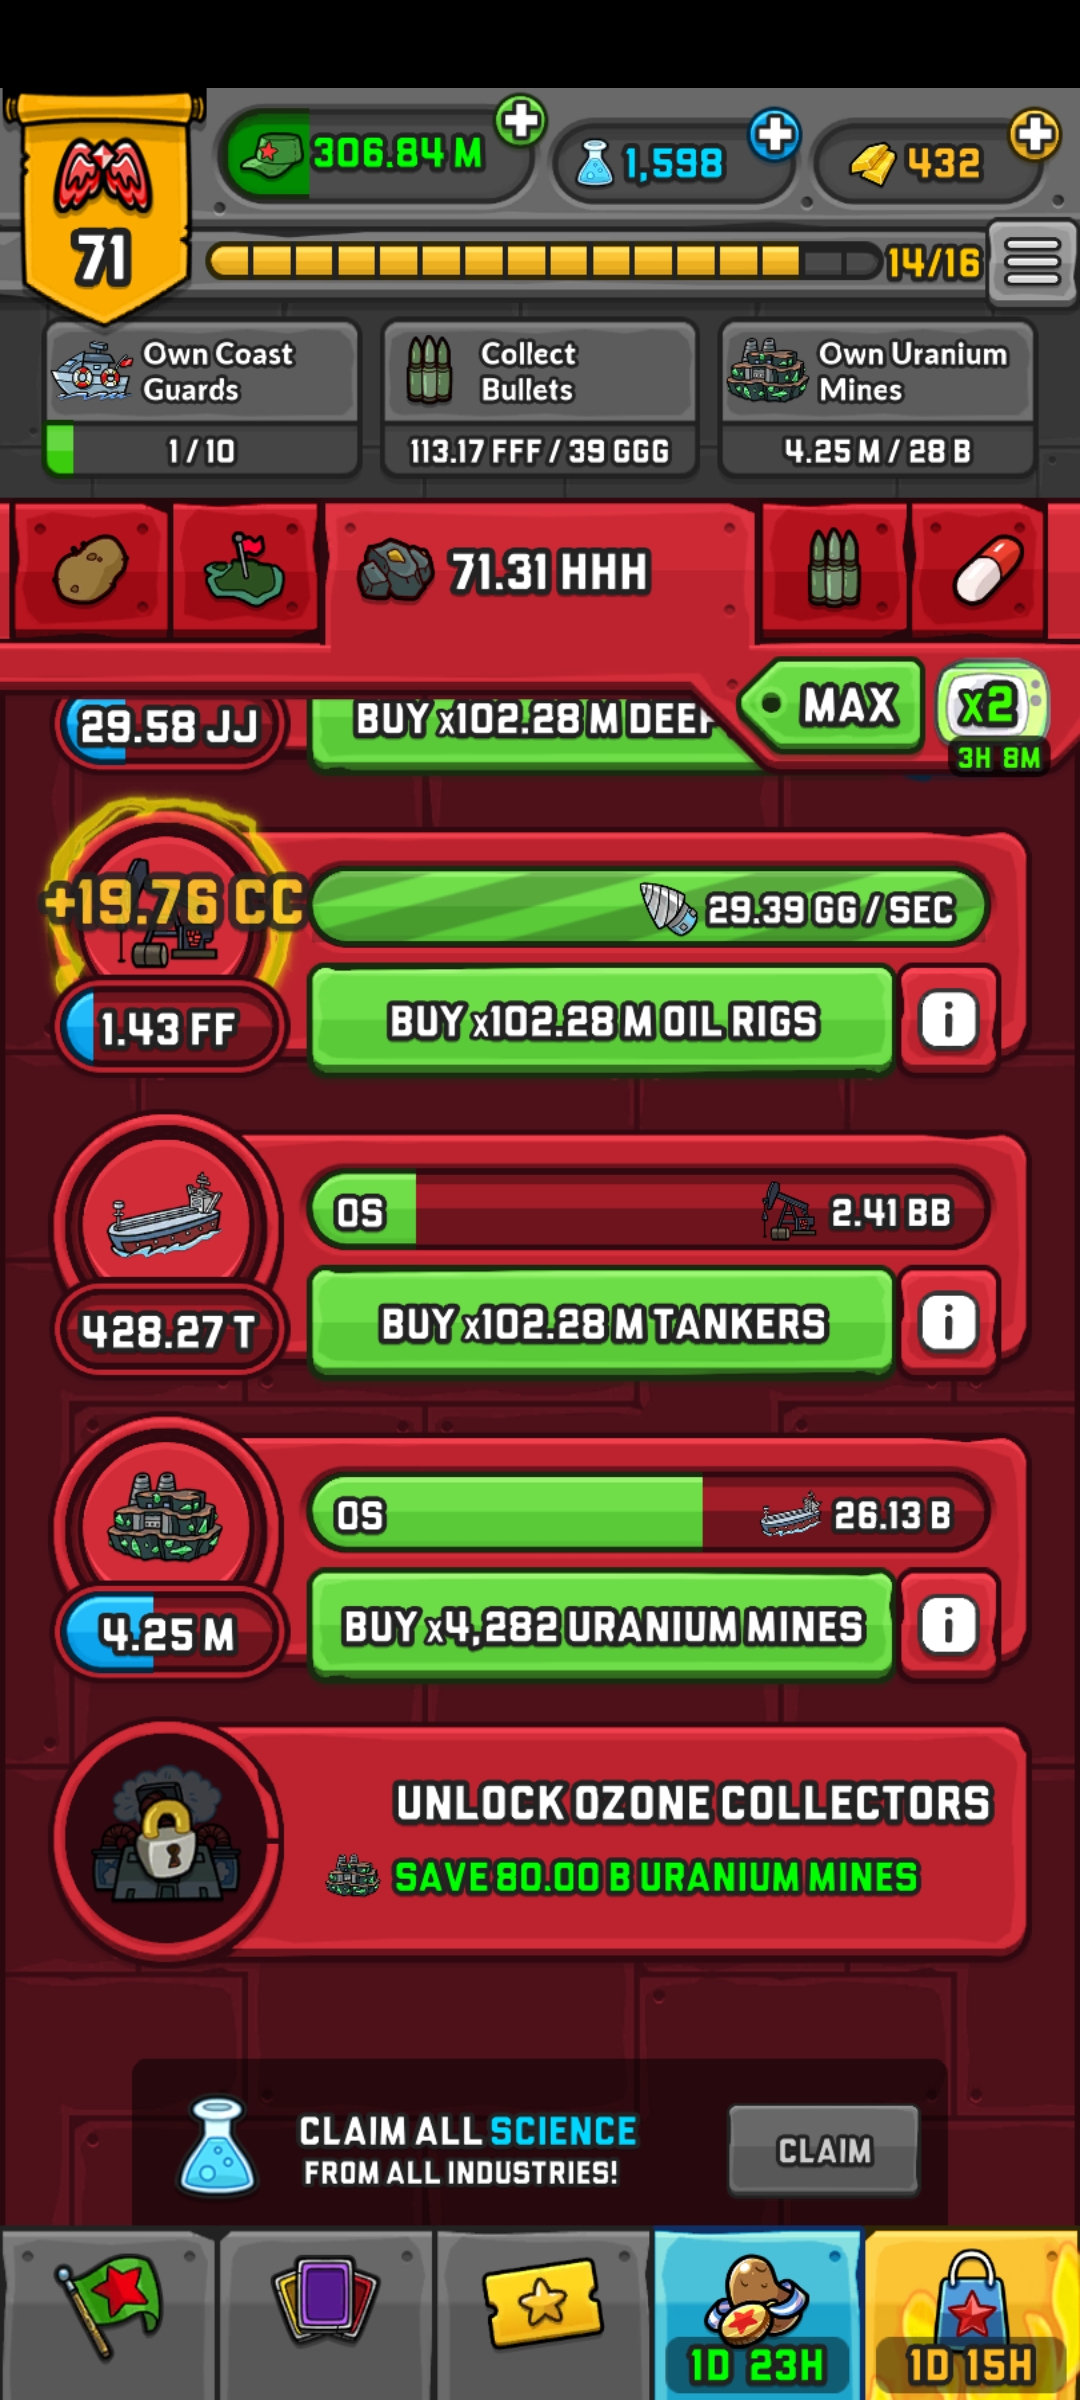 306.84 M
1,598
432
71
14/16
Own Coast
Guards
1 / 10
Collect
Bullets
113.17 FFF / 39 GGG
Own Uranium
Mines
4.25 M / 28 B
71.31 HHH
MAX
x2
3H 8M
29.58 JJ
BUY x102.28 M DEEP
+19.76 CC
29.39 GG / SEC
1.43 FF
BUY x102.28 M OIL RIGS
i
0S
2.41 BB
428.27 T
BUY x102.28 M TANKERS
i
0S
26.13 B
4.25 M
BUY x4,282 URANIUM MINES
i
UNLOCK OZONE COLLECTORS
SAVE 80.00 B URANIUM MINES
CLAIM ALL SCIENCE
FROM ALL INDUSTRIES!
CLAIM
1D 23H
1D 15H